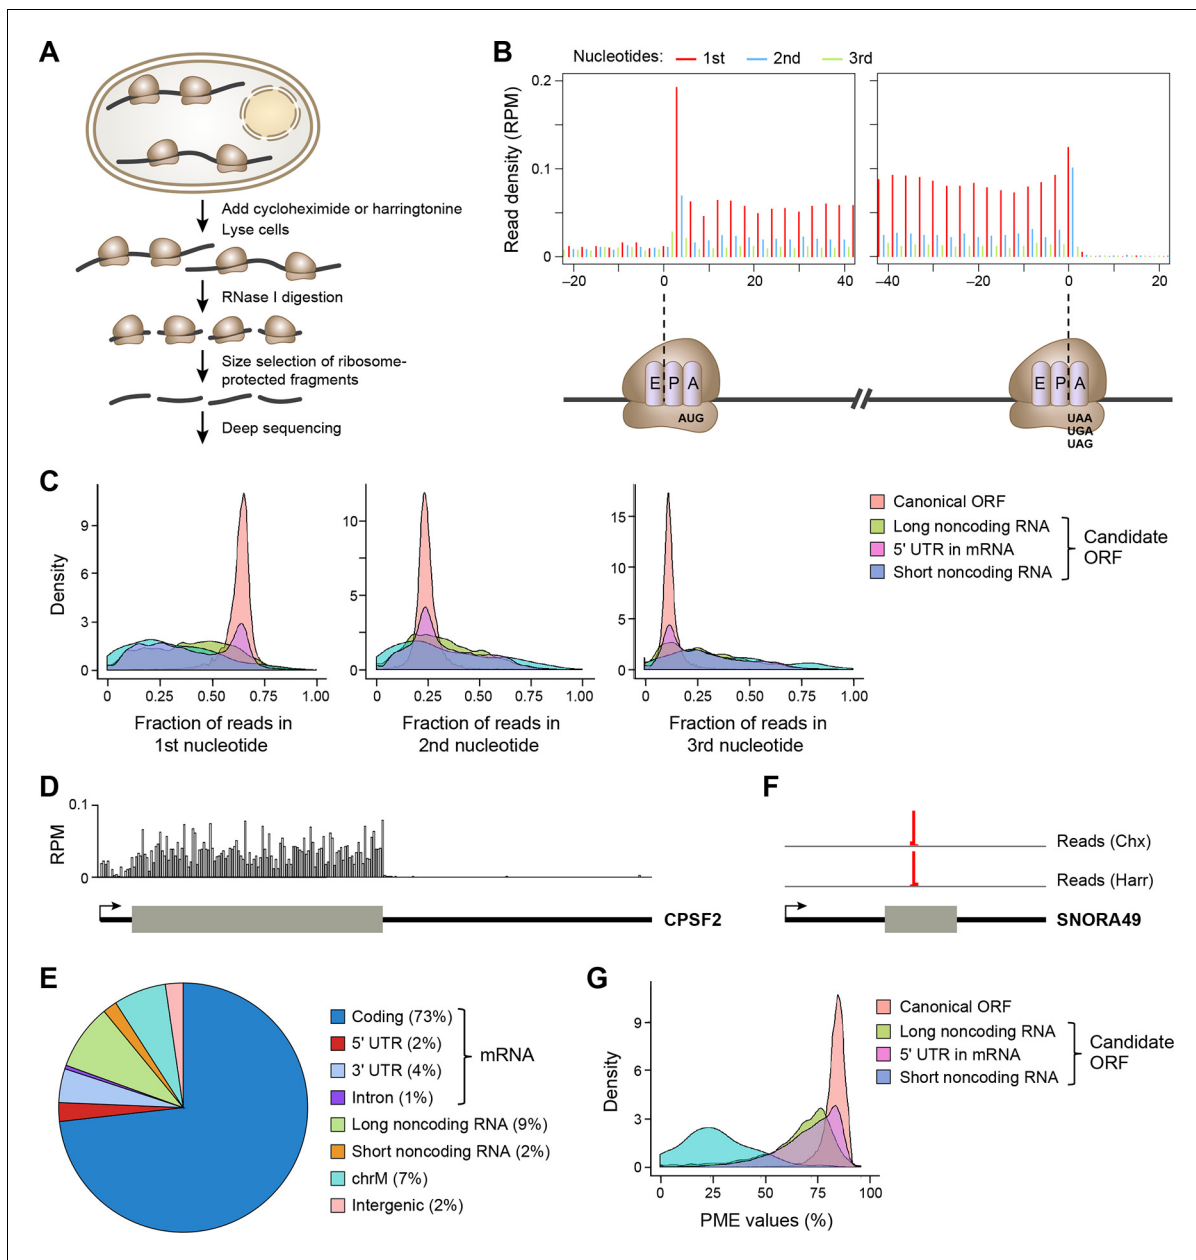 A
Add cycloheximide or harringtonine
Lyse cells
RNase I digestion
Size selection of ribosome-
protected fragments
Deep sequencing
B
Nucleotides: 1st 2nd 3rd
Read density (RPM)
0.2
0.1
0
–20 0 20 40
–40 –20 0 20
E P A
AUG
E P A
UAA
UGA
UAG
C
Density
9
6
3
0
0 0.25 0.50 0.75 1.00
Fraction of reads in
1st nucleotide
10
5
0
0 0.25 0.50 0.75 1.00
Fraction of reads in
2nd nucleotide
15
10
5
0
0 0.25 0.50 0.75 1.00
Fraction of reads in
3rd nucleotide
Canonical ORF
Long noncoding RNA
5' UTR in mRNA
Short noncoding RNA
Candidate
ORF
D
RPM
0.1
0
CPSF2
F
Reads (Chx)
Reads (Harr)
SNORA49
E
Coding (73%)
5' UTR (2%)
3' UTR (4%)
Intron (1%)
mRNA
Long noncoding RNA (9%)
Short noncoding RNA (2%)
chrM (7%)
Intergenic (2%)
G
Density
9
6
3
0
0 25 50 75 100
PME values (%)
Canonical ORF
Long noncoding RNA
5' UTR in mRNA
Short noncoding RNA
Candidate
ORF